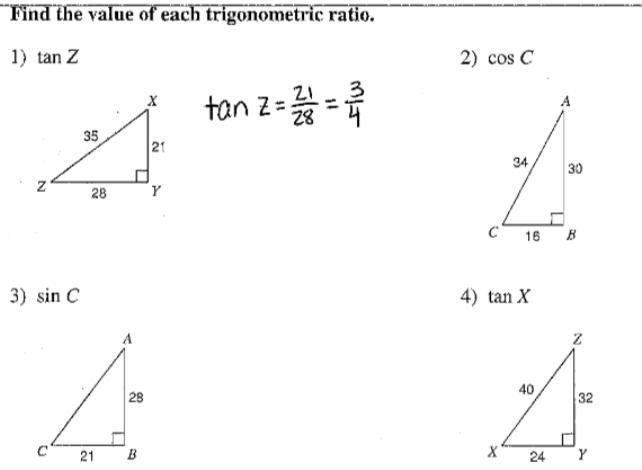 Find the value of each trigonometric ratio.
1) tan Z
tan Z = 21/28 = 3/4
X
35
21
Z
28
Y
2) cos C
A
34
30
C
16
B
3) sin C
A
28
C
21
B
4) tan X
Z
40
32
X
24
Y